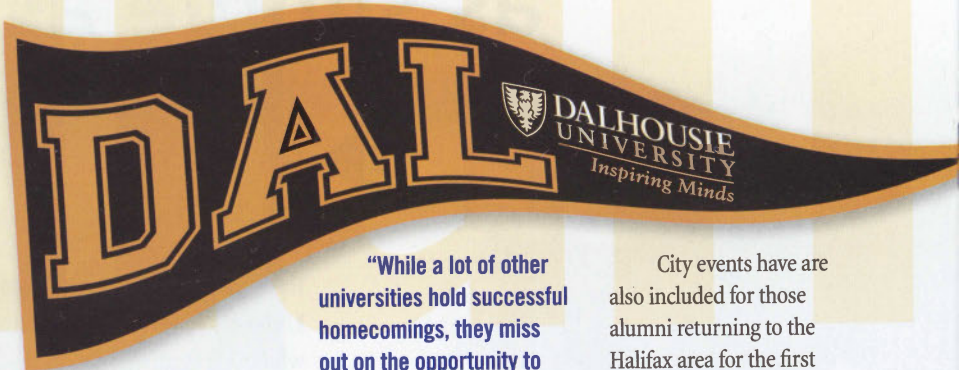 DAL
DALHOUSIE
UNIVERSITY
Inspiring Minds
“While a lot of other
universities hold successful
homecomings, they miss
out on the opportunity to
City events have are
also included for those
alumni returning to the
Halifax area for the first